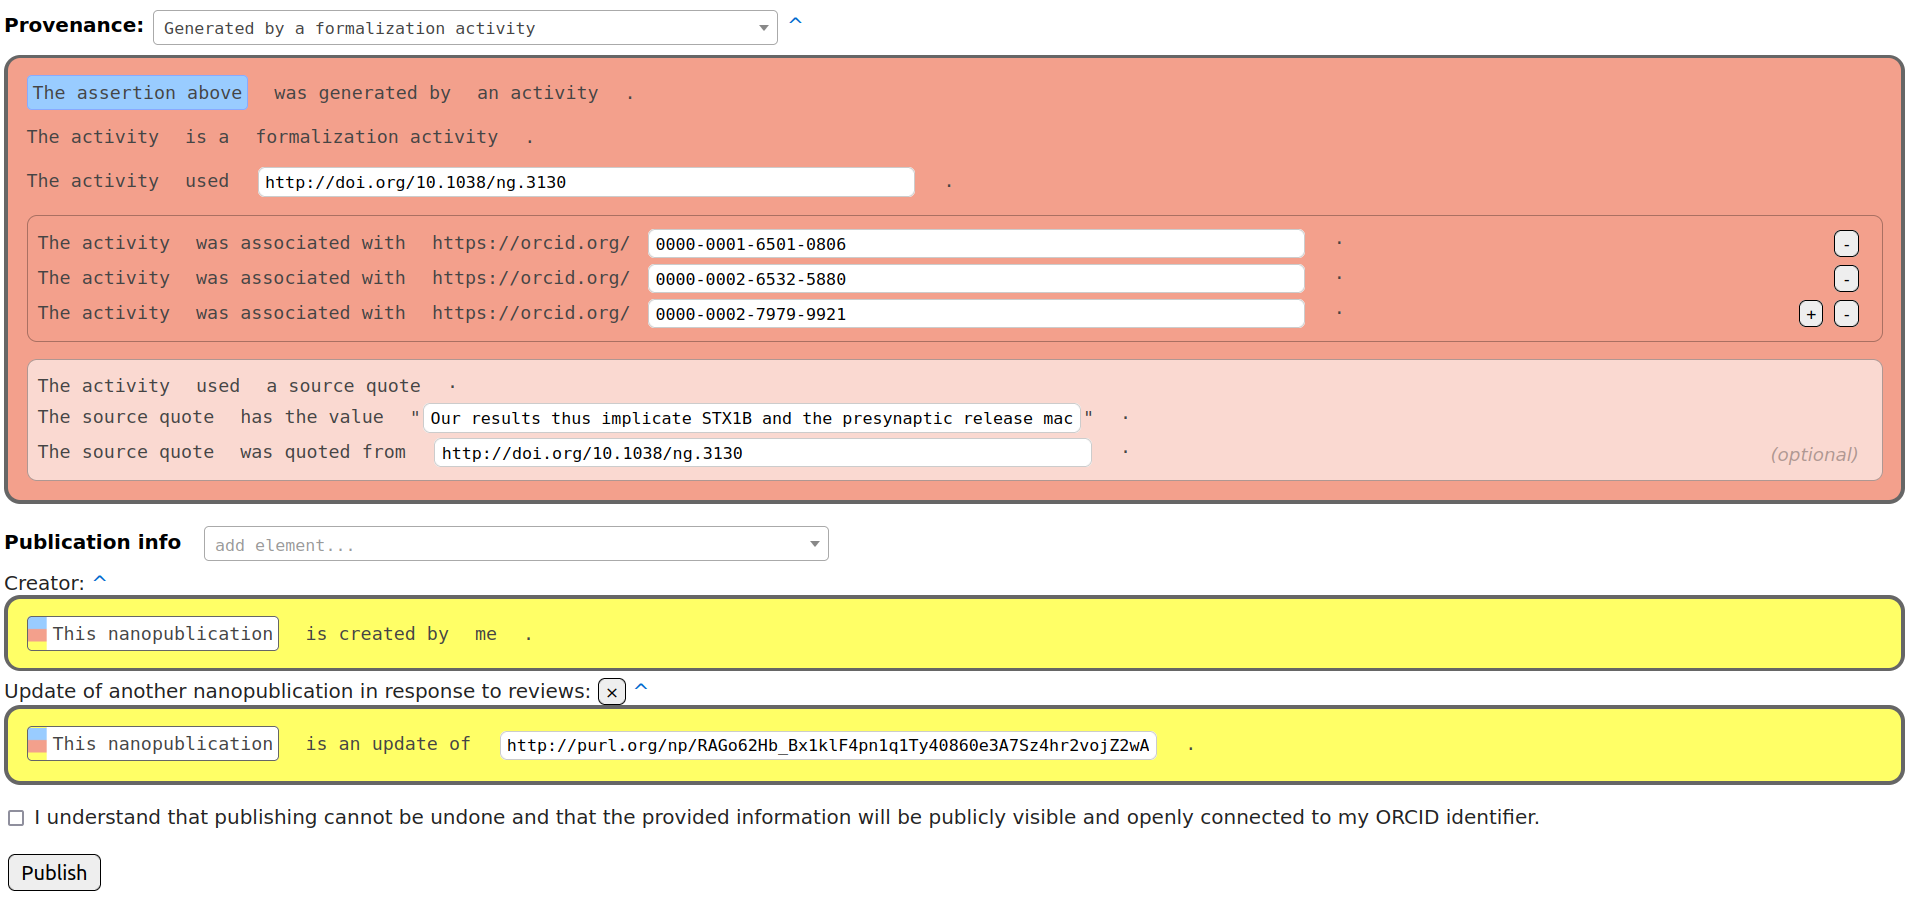 Provenance: Generated by a formalization activity ^
The assertion above was generated by an activity .
The activity is a formalization activity .
The activity used http://doi.org/10.1038/ng.3130 .
The activity was associated with https://orcid.org/ 0000-0001-6501-0806 . -
The activity was associated with https://orcid.org/ 0000-0002-6532-5880 . -
The activity was associated with https://orcid.org/ 0000-0002-7979-9921 . + -
The activity used a source quote .
The source quote has the value "Our results thus implicate STX1B and the presynaptic release mac" .
The source quote was quoted from http://doi.org/10.1038/ng.3130 . (optional)
Publication info add element...
Creator: ^
This nanopublication is created by me .
Update of another nanopublication in response to reviews: × ^
This nanopublication is an update of http://purl.org/np/RAGo62Hb_Bx1klF4pn1q1Ty40860e3A7Sz4hr2vojZ2wA .
I understand that publishing cannot be undone and that the provided information will be publicly visible and openly connected to my ORCID identifier.
Publish